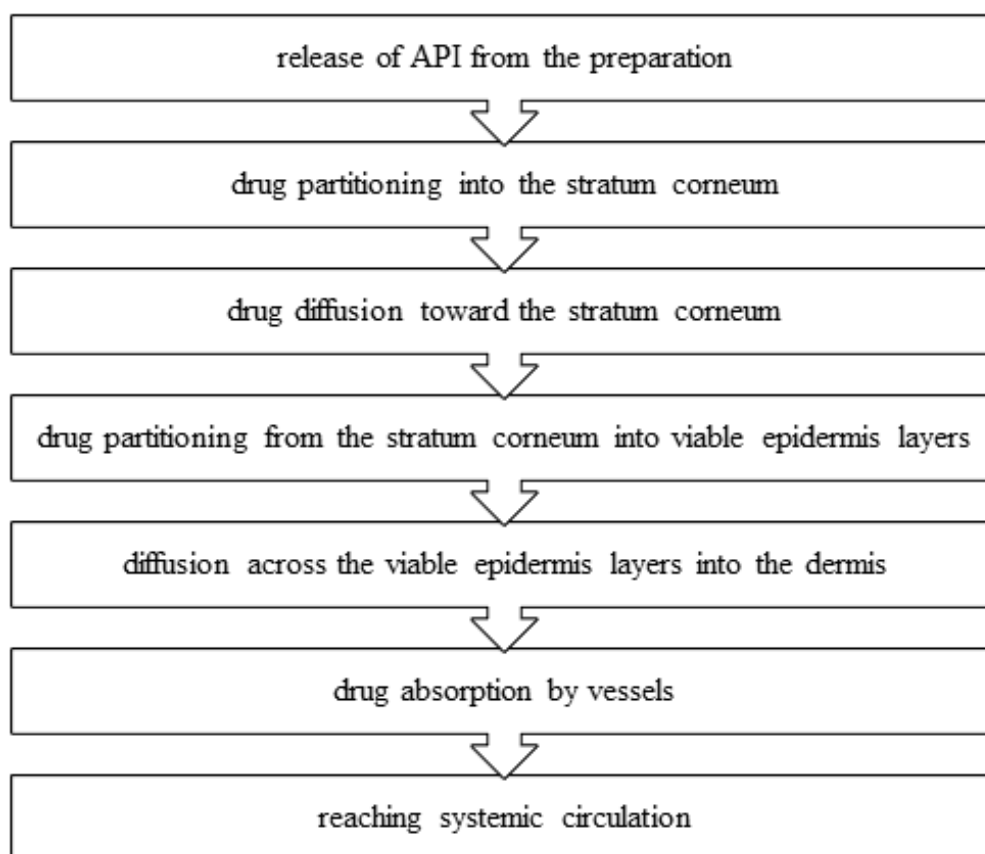 release of API from the preparation
drug partitioning into the stratum corneum
drug diffusion toward the stratum corneum
drug partitioning from the stratum corneum into viable epidermis layers
diffusion across the viable epidermis layers into the dermis
drug absorption by vessels
reaching systemic circulation